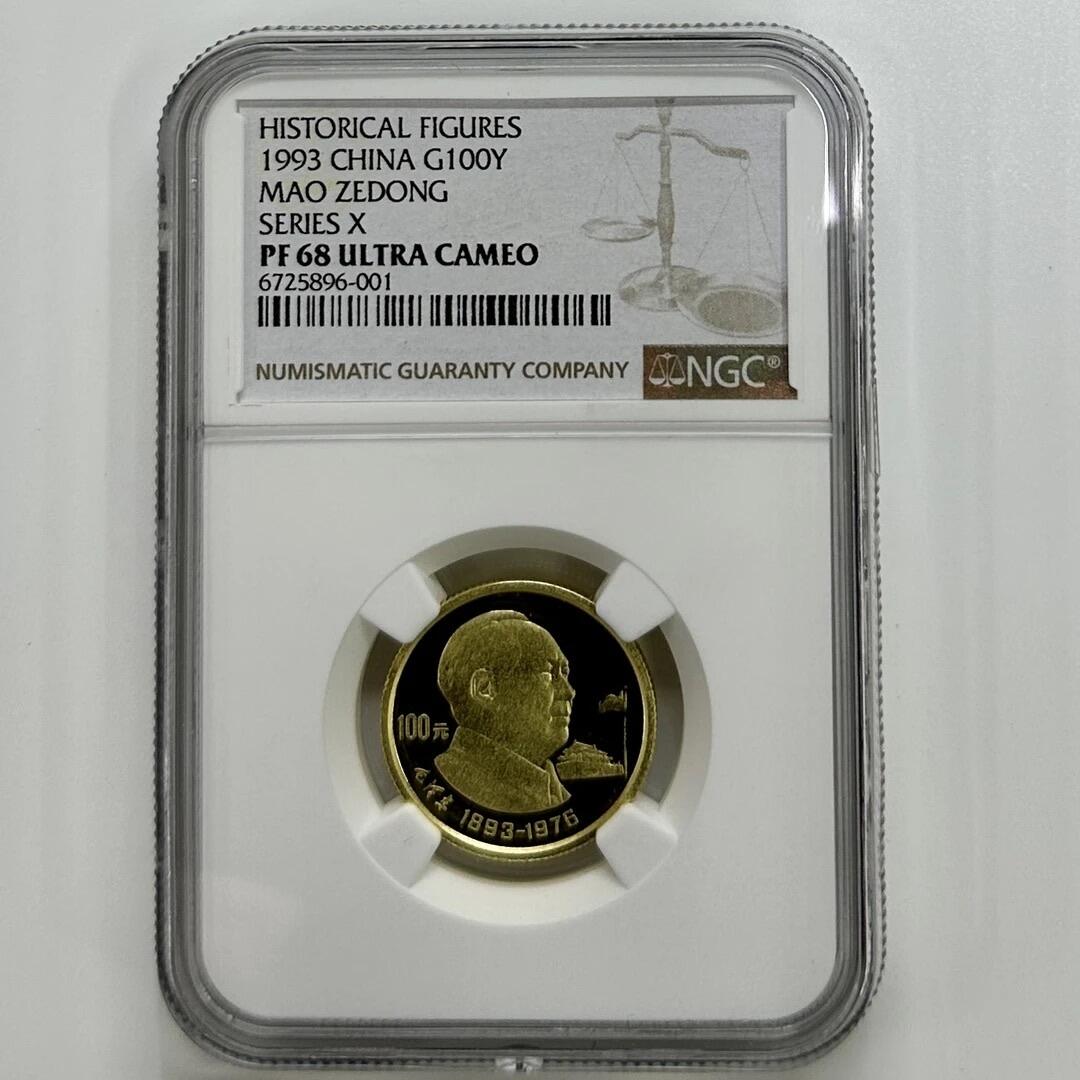 HISTORICAL FIGURES
1993 CHINA G100Y
MAO ZEDONG
SERIES X
PF 68 ULTRA CAMEO
6725896-001
NUMISMATIC GUARANTY COMPANY
NGC®
100元
毛泽东
1893-1976